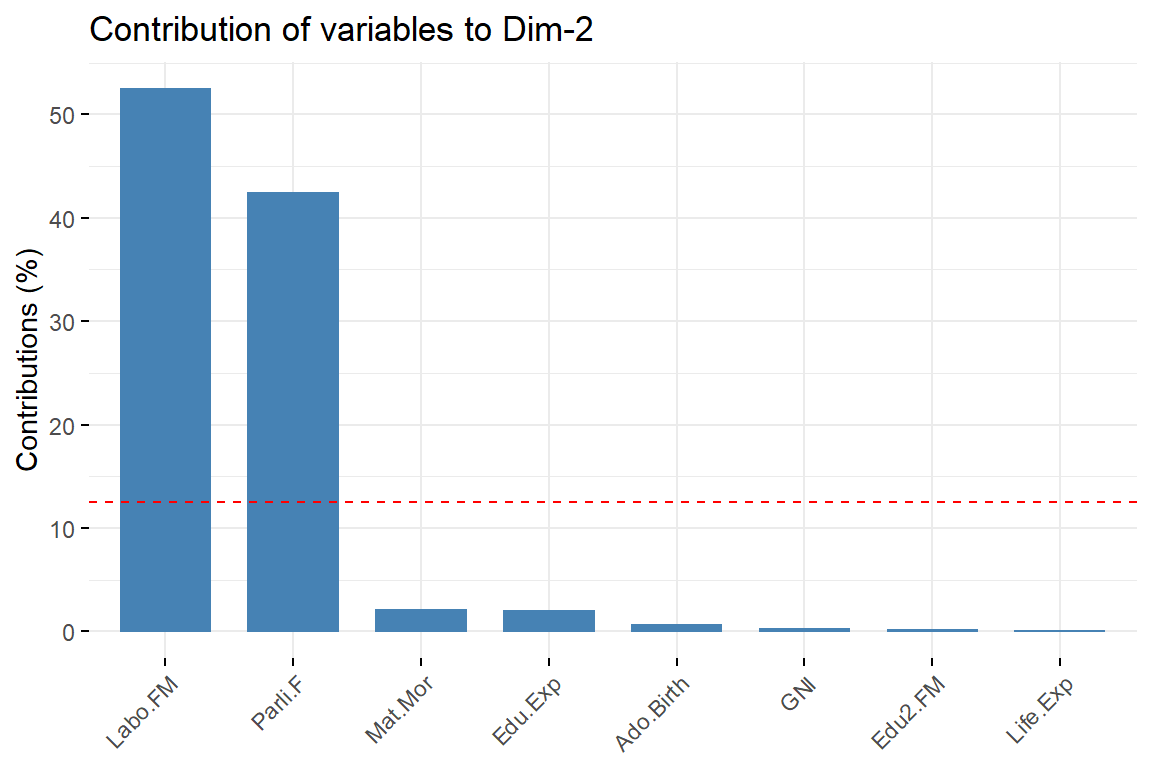 Contribution of variables to Dim-2
Contributions (%)
50
40
30
20
10
0
Labo.FM
Parli.F
Mat.Mor
Edu.Exp
Ado.Birth
GNI
Edu2.FM
Life.Exp